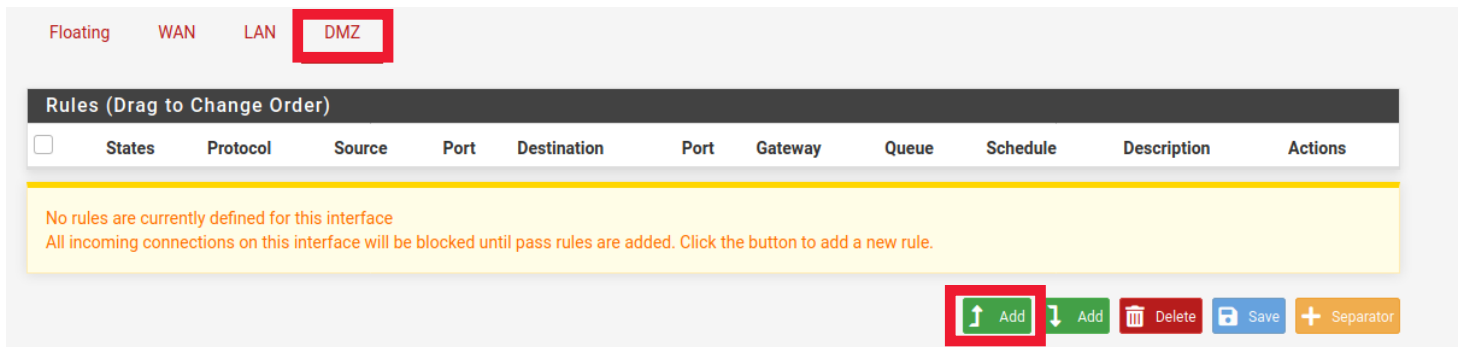 Floating WAN LAN DMZ
Rules (Drag to Change Order)
States Protocol Source Port Destination Port Gateway Queue Schedule Description Actions
No rules are currently defined for this interface
All incoming connections on this interface will be blocked until pass rules are added. Click the button to add a new rule.
Add Add Delete Save Separator